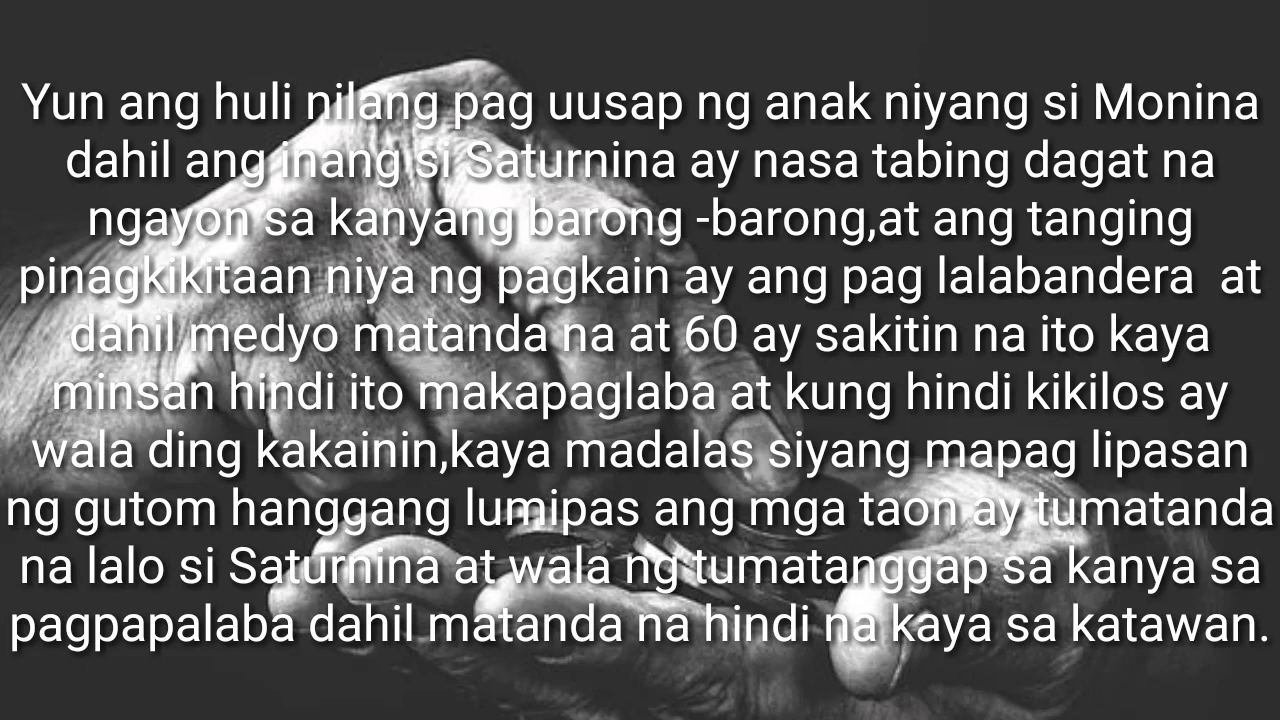 Yun ang huli nilang pag uusap ng anak niyang si Monina
dahil ang inang si Saturnina ay nasa tabing dagat na
ngayon sa kanyang barong -barong,at ang tanging
pinagkikitaan niya ng pagkain ay ang pag lalabandera  at
dahil medyo matanda na at 60 ay sakitin na ito kaya
minsan hindi ito makapaglaba at kung hindi kikilos ay
wala ding kakainin,kaya madalas siyang mapag lipasan
ng gutom hanggang lumipas ang mga taon ay tumatanda
na lalo si Saturnina at wala ng tumatanggap sa kanya sa
pagpapalaba dahil matanda na hindi na kaya sa katawan.